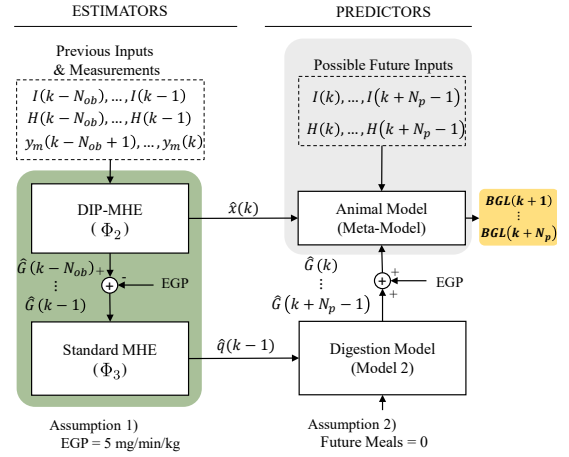 ESTIMATORS
PREDICTORS
Previous Inputs
& Measurements
I(k − N_ob), … , I(k − 1)
H(k − N_ob), … , H(k − 1)
y_m(k − N_ob + 1), … , y_m(k)
Possible Future Inputs
I(k), … , I(k + N_p − 1)
H(k), … , H(k + N_p − 1)
DIP-MHE
(Φ₂)
x̂(k)
Animal Model
(Meta-Model)
BGL(k + 1)
⋮
BGL(k + N_p)
Ĝ(k − N_ob)
⋮
Ĝ(k − 1)
+
-
+
EGP
Ĝ(k)
⋮
Ĝ(k + N_p − 1)
+
+
+
EGP
Standard MHE
(Φ₃)
q̂(k − 1)
Digestion Model
(Model 2)
Assumption 1)
EGP = 5 mg/min/kg
Assumption 2)
Future Meals = 0